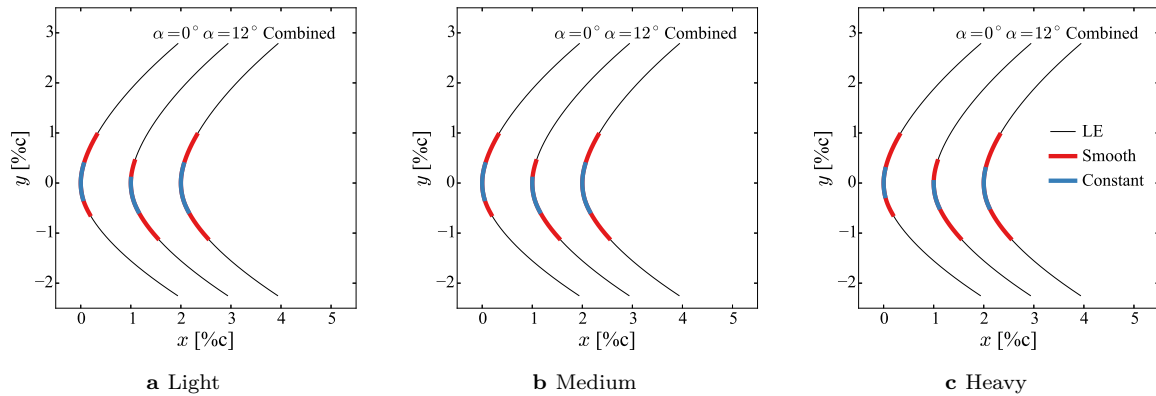 α=0° α=12° Combined
3
2
1
0
−1
−2
y [%c]
0 1 2 3 4 5
x [%c]
a Light
α=0° α=12° Combined
3
2
1
0
−1
−2
y [%c]
0 1 2 3 4 5
x [%c]
b Medium
α=0° α=12° Combined
3
2
1
0
−1
−2
y [%c]
LE
Smooth
Constant
0 1 2 3 4 5
x [%c]
c Heavy